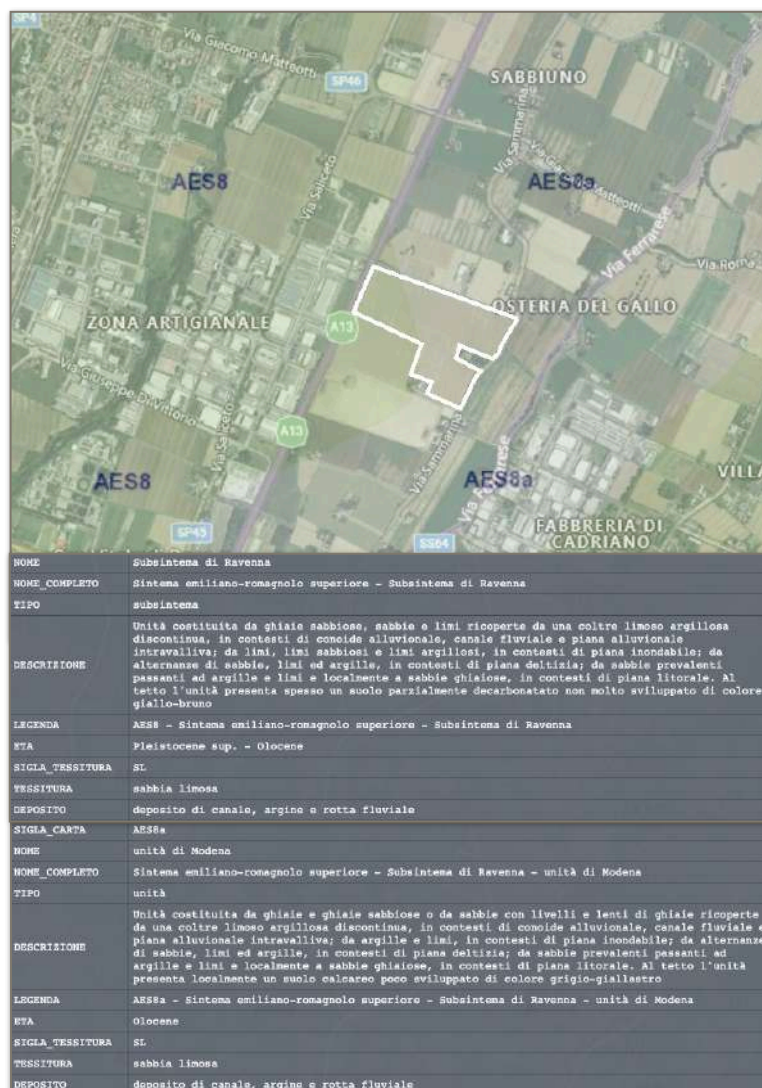 SP4
Via Giacomo Matteotti
SP46
SABBIUNO
Via Sammarina
Via Giacomo Matteotti
AES8
AES8a
Via Saliceto
Via Ferrarese
Via Roma
OSTERIA DEL GALLO
ZONA ARTIGIANALE
A13
Via Giuseppe Di Vittorio
Via Saliceto
A13
Via Sammarina
AES8
AES8a
VILLA
SP45
SS64
FABBRERIA DI
CADRIANO
NOME Subsintema di Ravenna
NOME_COMPLETO Sintema emiliano-romagnolo superiore - Subsintema di Ravenna
TIPO subsintema
DESCRIZIONE Unità costituita da ghiaie sabbiose, sabbie e limi ricoperte da una coltre limoso argillosa
discontinua, in contesti di conoide alluvionale, canale fluviale e piana alluvionale
intravalliva; da limi, limi sabbiosi e limi argillosi, in contesti di piana inondabile; da
alternanze di sabbie, limi ed argille, in contesti di piana deltizia; da sabbie prevalenti
passanti ad argille e limi e localmente a sabbie ghiaiose, in contesti di piana litorale. Al
tetto l'unità presenta spesso un suolo parzialmente decarbonatato non molto sviluppato di colore
giallo-bruno
LEGENDA AES8 - Sintema emiliano-romagnolo superiore - Subsintema di Ravenna
ETA Pleistocene sup. - Olocene
SIGLA_TESSITURA SL
TESSITURA sabbia limosa
DEPOSITO deposito di canale, argine e rotta fluviale
SIGLA_CARTA AES8a
NOME unità di Modena
NOME_COMPLETO Sintema emiliano-romagnolo superiore - Subsintema di Ravenna - unità di Modena
TIPO unità
DESCRIZIONE Unità costituita da ghiaie e ghiaie sabbiose o da sabbie con livelli e lenti di ghiaie ricoperte
da una coltre limoso argillosa discontinua, in contesti di conoide alluvionale, canale fluviale e
piana alluvionale intravalliva; da argille e limi, in contesti di piana inondabile; da alternanze
di sabbie, limi ed argille, in contesti di piana deltizia; da sabbie prevalenti passanti ad
argille e limi e localmente a sabbie ghiaiose, in contesti di piana litorale. Al tetto l'unità
presenta localmente un suolo calcareo poco sviluppato di colore grigio-giallastro
LEGENDA AES8a - Sintema emiliano-romagnolo superiore - Subsintema di Ravenna - unità di Modena
ETA Olocene
SIGLA_TESSITURA SL
TESSITURA sabbia limosa
DEPOSITO deposito di canale, argine e rotta fluviale